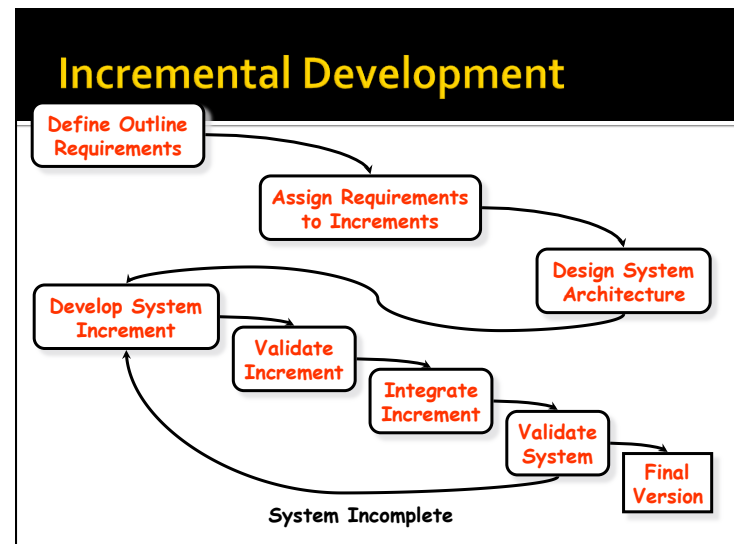 Incremental Development
Define Outline
Requirements
Assign Requirements
to Increments
Design System
Architecture
Develop System
Increment
Validate
Increment
Integrate
Increment
Validate
System
Final
Version
System Incomplete